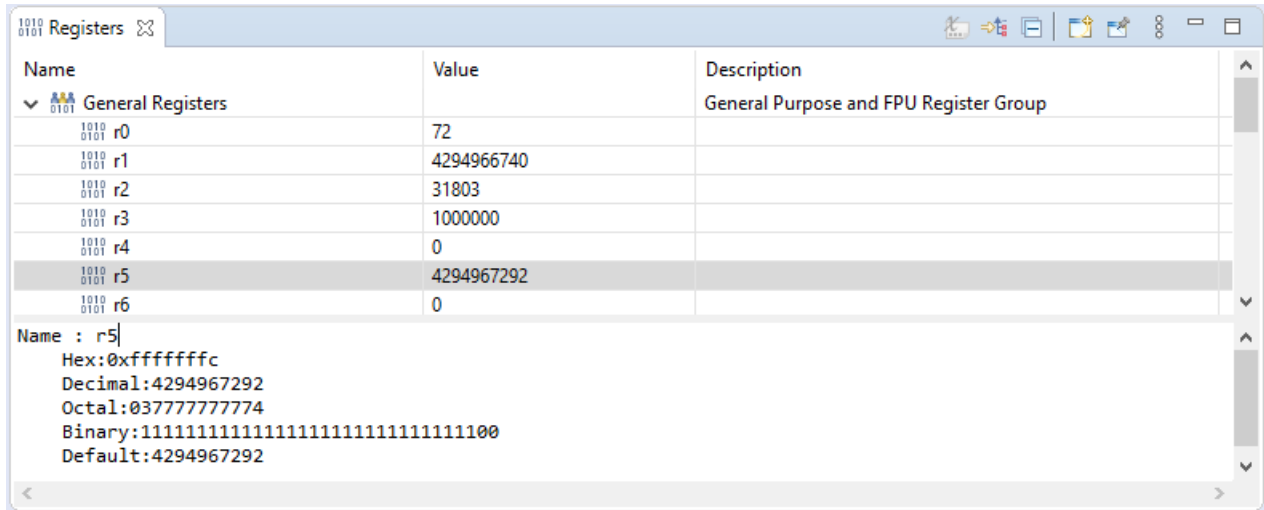 Registers
Name Value Description
General Registers General Purpose and FPU Register Group
r0 72
r1 4294966740
r2 31803
r3 1000000
r4 0
r5 4294967292
r6 0
Name : r5
Hex:0xfffffffc
Decimal:4294967292
Octal:037777777774
Binary:11111111111111111111111111111100
Default:4294967292